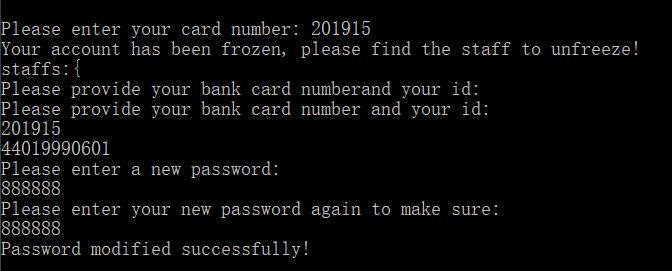 Please enter your card number: 201915
Your account has been frozen, please find the staff to unfreeze!
staffs:{
Please provide your bank card numberand your id:
Please provide your bank card number and your id:
201915
44019990601
Please enter a new password:
888888
Please enter your new password again to make sure:
888888
Password modified successfully!